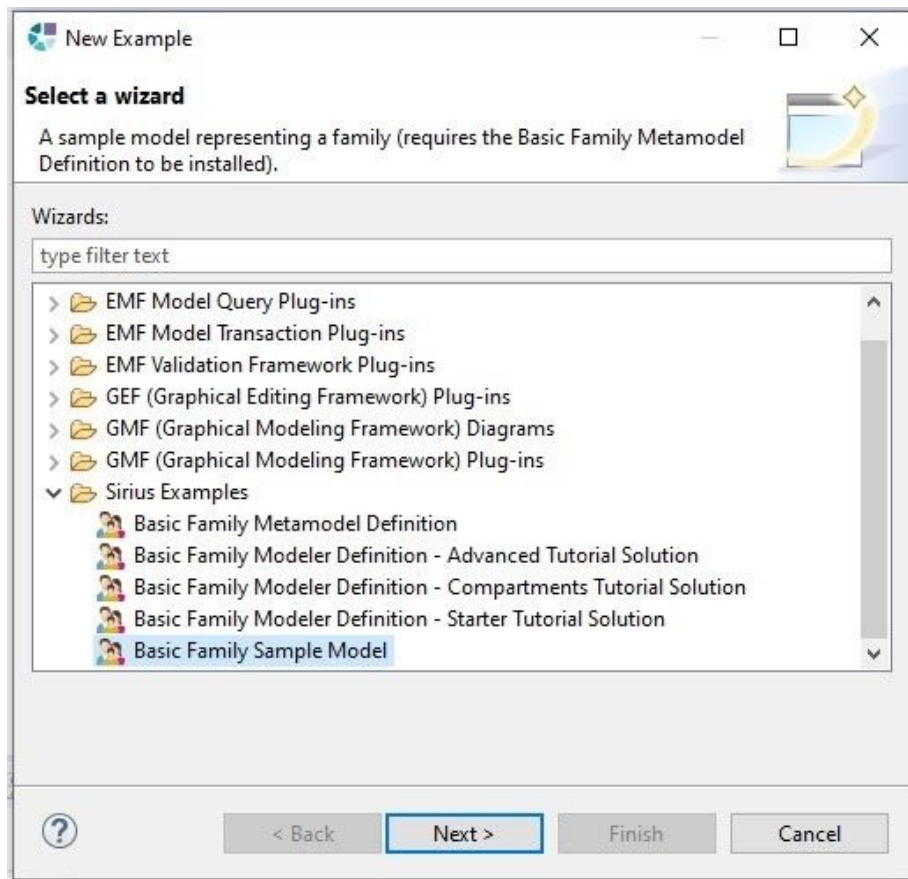 New Example
Select a wizard
A sample model representing a family (requires the Basic Family Metamodel
Definition to be installed).
Wizards:
type filter text
EMF Model Query Plug-ins
EMF Model Transaction Plug-ins
EMF Validation Framework Plug-ins
GEF (Graphical Editing Framework) Plug-ins
GMF (Graphical Modeling Framework) Diagrams
GMF (Graphical Modeling Framework) Plug-ins
Sirius Examples
Basic Family Metamodel Definition
Basic Family Modeler Definition - Advanced Tutorial Solution
Basic Family Modeler Definition - Compartments Tutorial Solution
Basic Family Modeler Definition - Starter Tutorial Solution
Basic Family Sample Model
? < Back Next > Finish Cancel